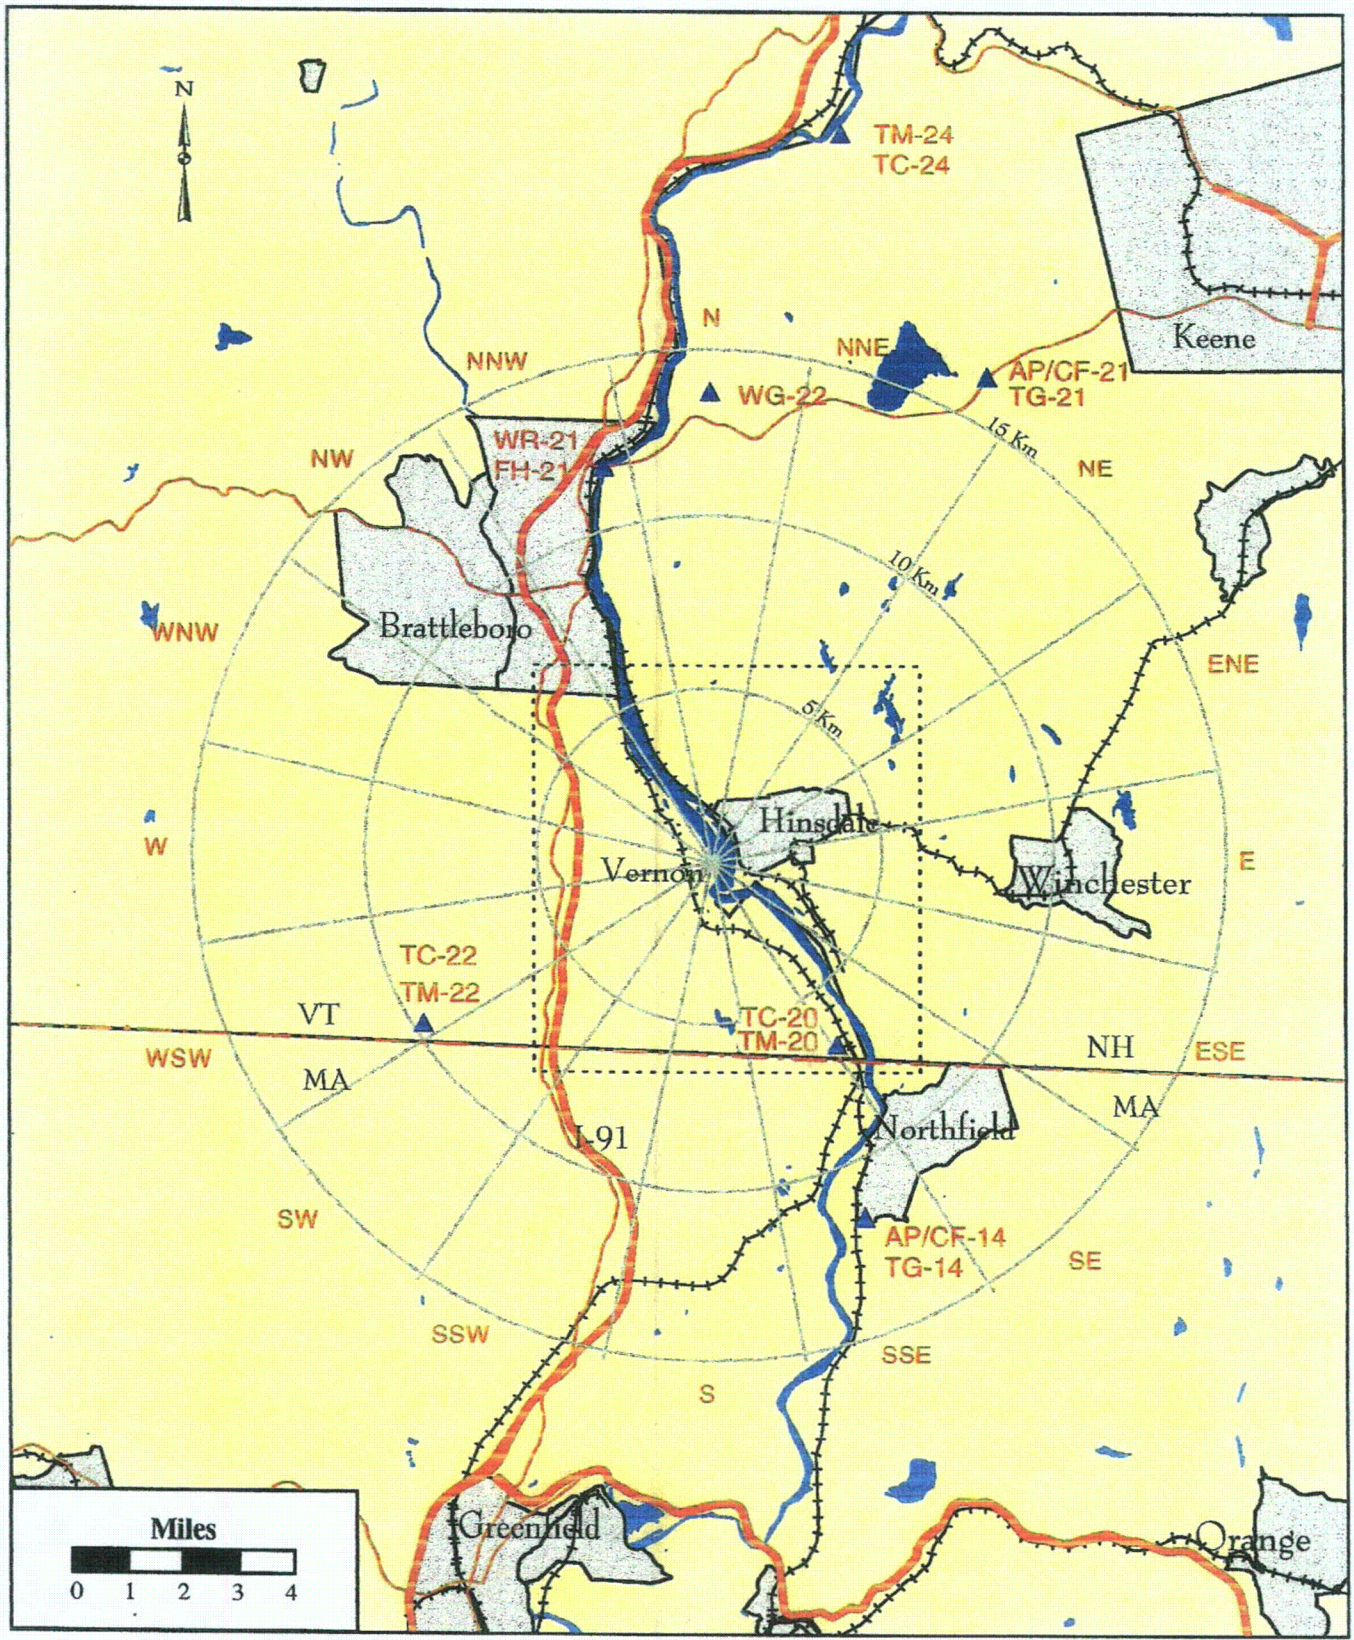 N
TM-24
TC-24
N
NNW
NNE
Keene
AP/CF-21
TG-21
WG-22
15 Km
WR-21
FH-21
NW
NE
10 Km
Brattleboro
WNW
ENE
5 Km
Hinsdale
W
Vernon
E
Winchester
TC-22
TM-22
VT
TC-20
TM-20
NH
ESE
WSW
MA
MA
Northfield
I-91
SW
AP/CF-14
TG-14
SE
SSW
SSE
S
Miles
0 1 2 3 4
Greenfield
Orange